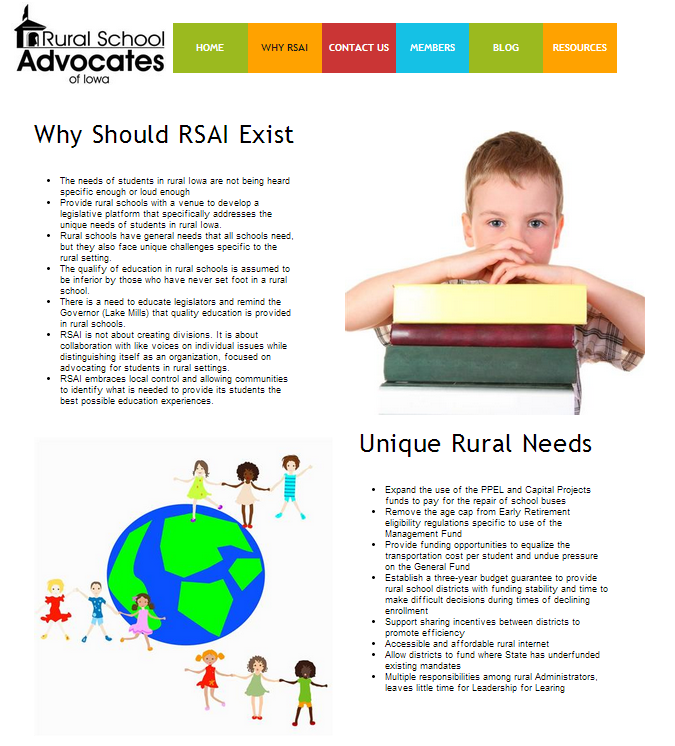 Rural School
Advocates
of Iowa
HOME
WHY RSAI
CONTACT US
MEMBERS
BLOG
RESOURCES
Why Should RSAI Exist
• The needs of students in rural Iowa are not being heard
specific enough or loud enough
• Provide rural schools with a venue to develop a
legislative platform that specifically addresses the
unique needs of students in rural Iowa.
• Rural schools have general needs that all schools need,
but they also face unique challenges specific to the
rural setting.
• The qualify of education in rural schools is assumed to
be inferior by those who have never set foot in a rural
school.
• There is a need to educate legislators and remind the
Governor (Lake Mills) that quality education is provided
in rural schools.
• RSAI is not about creating divisions. It is about
collaboration with like voices on individual issues while
distinguishing itself as an organization, focused on
advocating for students in rural settings.
• RSAI embraces local control and allowing communities
to identify what is needed to provide its students the
best possible education experiences.
Unique Rural Needs
• Expand the use of the PPEL and Capital Projects
funds to pay for the repair of school buses
• Remove the age cap from Early Retirement
eligibility regulations specific to use of the
Management Fund
• Provide funding opportunities to equalize the
transportation cost per student and undue pressure
on the General Fund
• Establish a three-year budget guarantee to provide
rural school districts with funding stability and time to
make difficult decisions during times of declining
enrollment
• Support sharing incentives between districts to
promote efficiency
• Accessible and affordable rural internet
• Allow districts to fund where State has underfunded
existing mandates
• Multiple responsibilities among rural Administrators,
leaves little time for Leadership for Learing